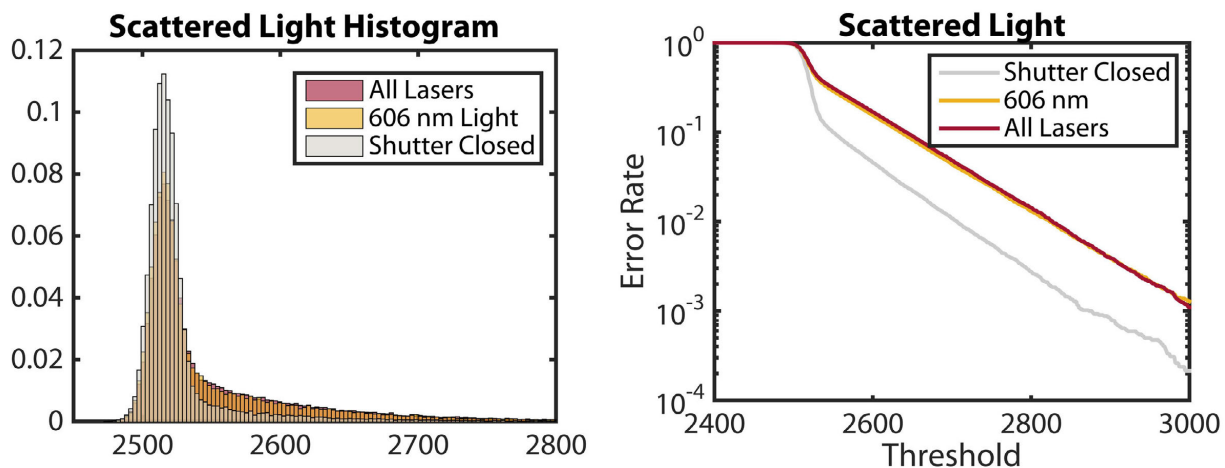 Scattered Light Histogram
0.12
0.1
0.08
0.06
0.04
0.02
0
2500
2600
2700
2800
All Lasers
606 nm Light
Shutter Closed
Scattered Light
Error Rate
10^0
10^-1
10^-2
10^-3
10^-4
2400
2600
2800
3000
Threshold
Shutter Closed
606 nm
All Lasers